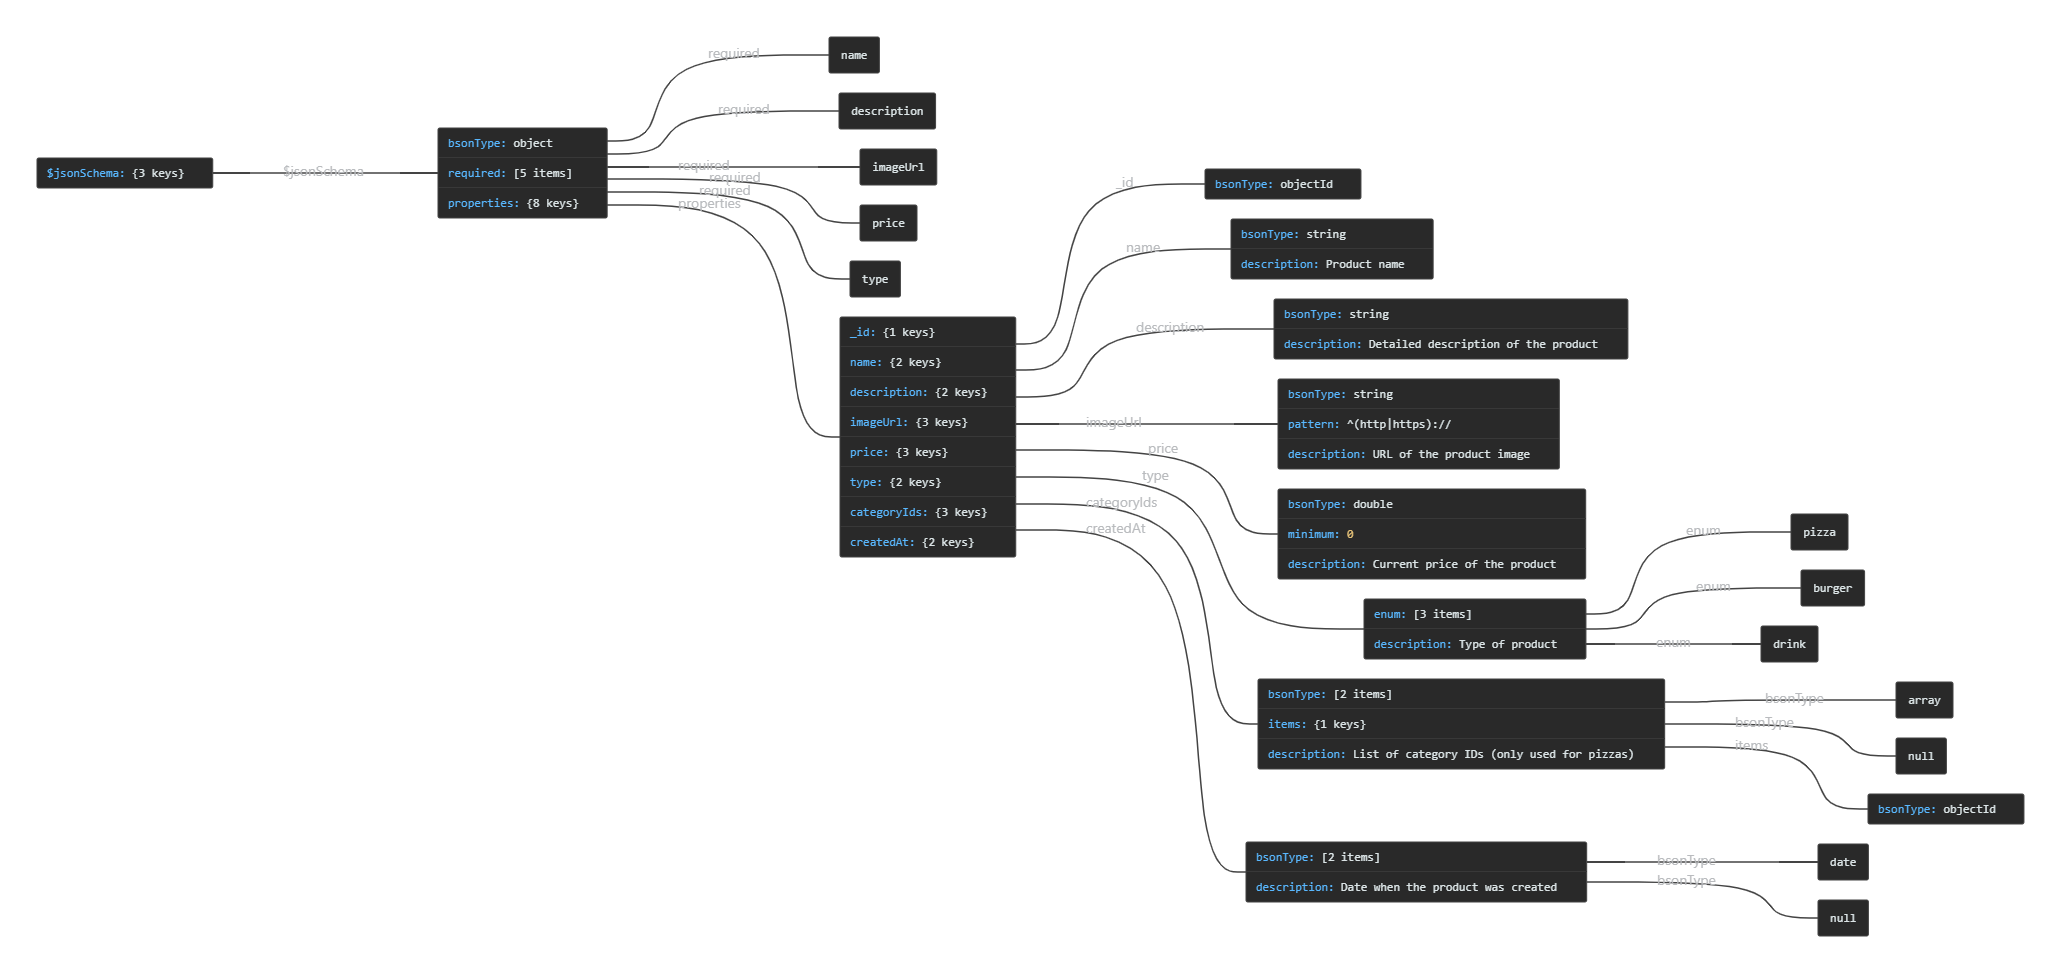 $jsonSchema: {3 keys}
$jsonSchema
bsonType: object
required: [5 items]
properties: {8 keys}
required
required
required
required
required
properties
name
description
imageUrl
price
type
_id: {1 keys}
name: {2 keys}
description: {2 keys}
imageUrl: {3 keys}
price: {3 keys}
type: {2 keys}
categoryIds: {3 keys}
createdAt: {2 keys}
_id
name
description
imageUrl
price
type
categoryIds
createdAt
bsonType: objectId
bsonType: string
description: Product name
bsonType: string
description: Detailed description of the product
bsonType: string
pattern: ^(http|https)://
description: URL of the product image
bsonType: double
minimum: 0
description: Current price of the product
enum: [3 items]
description: Type of product
enum
enum
enum
pizza
burger
drink
bsonType: [2 items]
items: {1 keys}
description: List of category IDs (only used for pizzas)
bsonType
bsonType
items
array
null
bsonType: objectId
bsonType: [2 items]
description: Date when the product was created
bsonType
bsonType
date
null